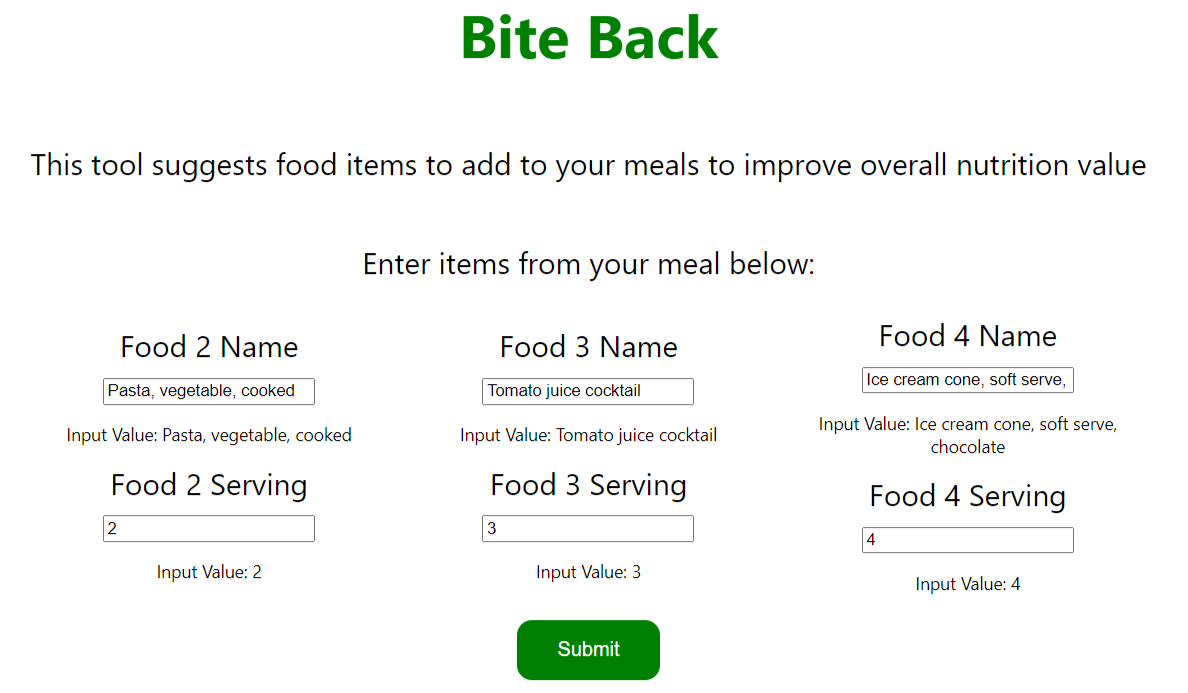 Bite Back
This tool suggests food items to add to your meals to improve overall nutrition value
Enter items from your meal below:
Food 2 Name
Pasta, vegetable, cooked
Input Value: Pasta, vegetable, cooked
Food 2 Serving
2
Input Value: 2
Food 3 Name
Tomato juice cocktail
Input Value: Tomato juice cocktail
Food 3 Serving
3
Input Value: 3
Food 4 Name
Ice cream cone, soft serve,
Input Value: Ice cream cone, soft serve,
chocolate
Food 4 Serving
4
Input Value: 4
Submit